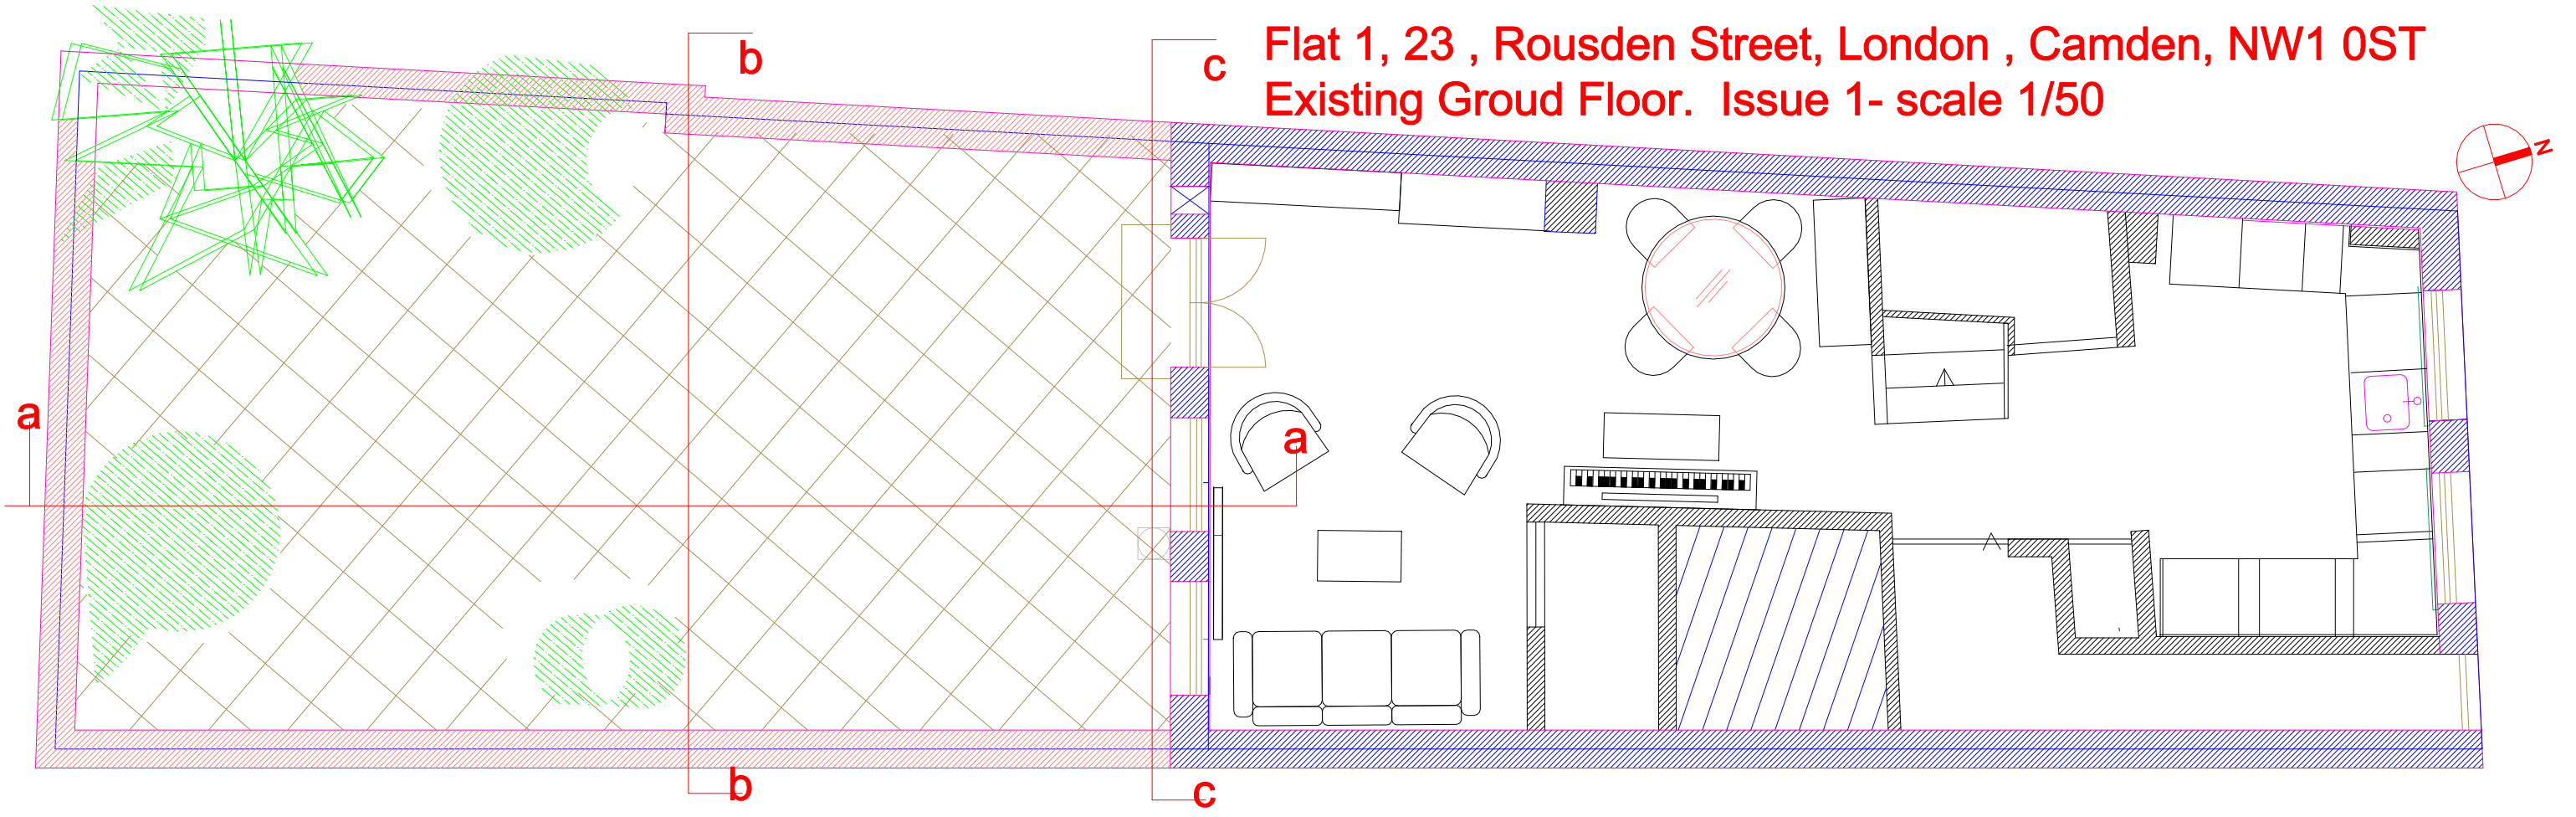 Flat 1, 23 , Rousden Street, London , Camden, NW1 0ST
Existing Groud Floor.  Issue 1- scale 1/50
b
c
N
a
a
b
c